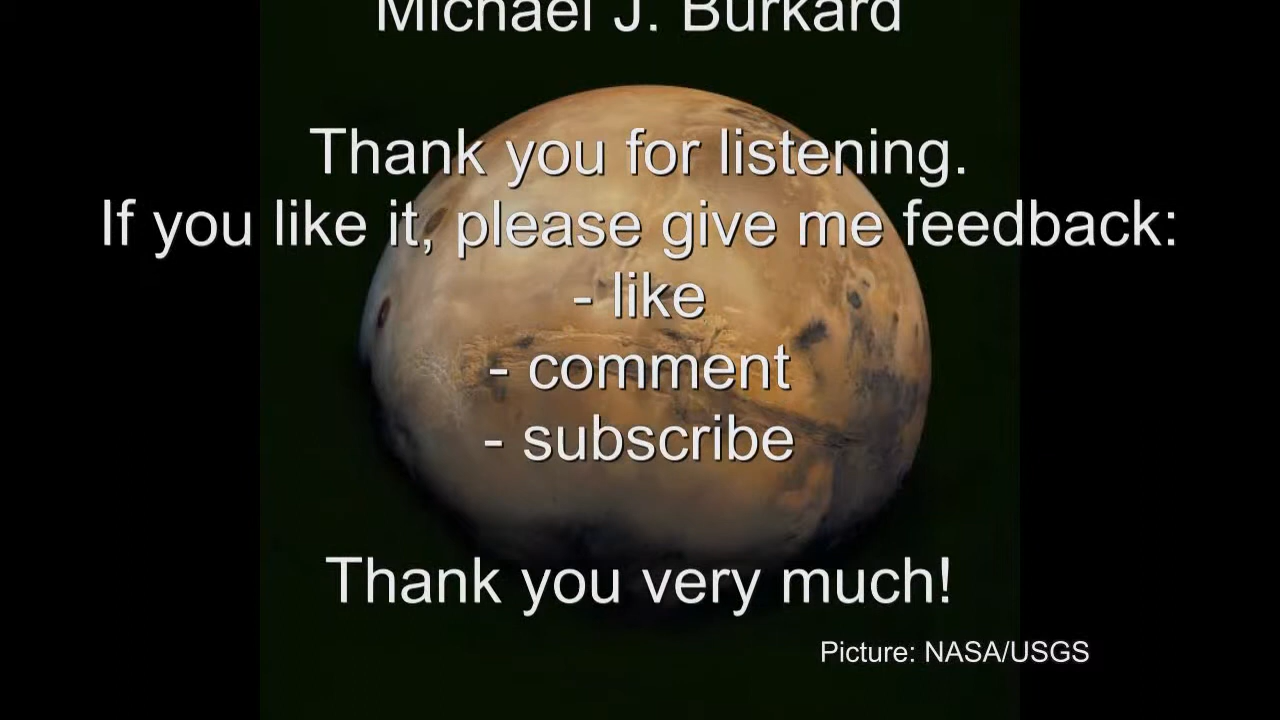 Michael J. Burkard
Thank you for listening.
If you like it, please give me feedback:
- like
- comment
- subscribe
Thank you very much!
Picture: NASA/USGS